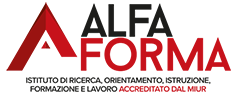 ALFA
FORMA
ISTITUTO DI RICERCA, ORIENTAMENTO, ISTRUZIONE,
FORMAZIONE E LAVORO ACCREDITATO DAL MIUR